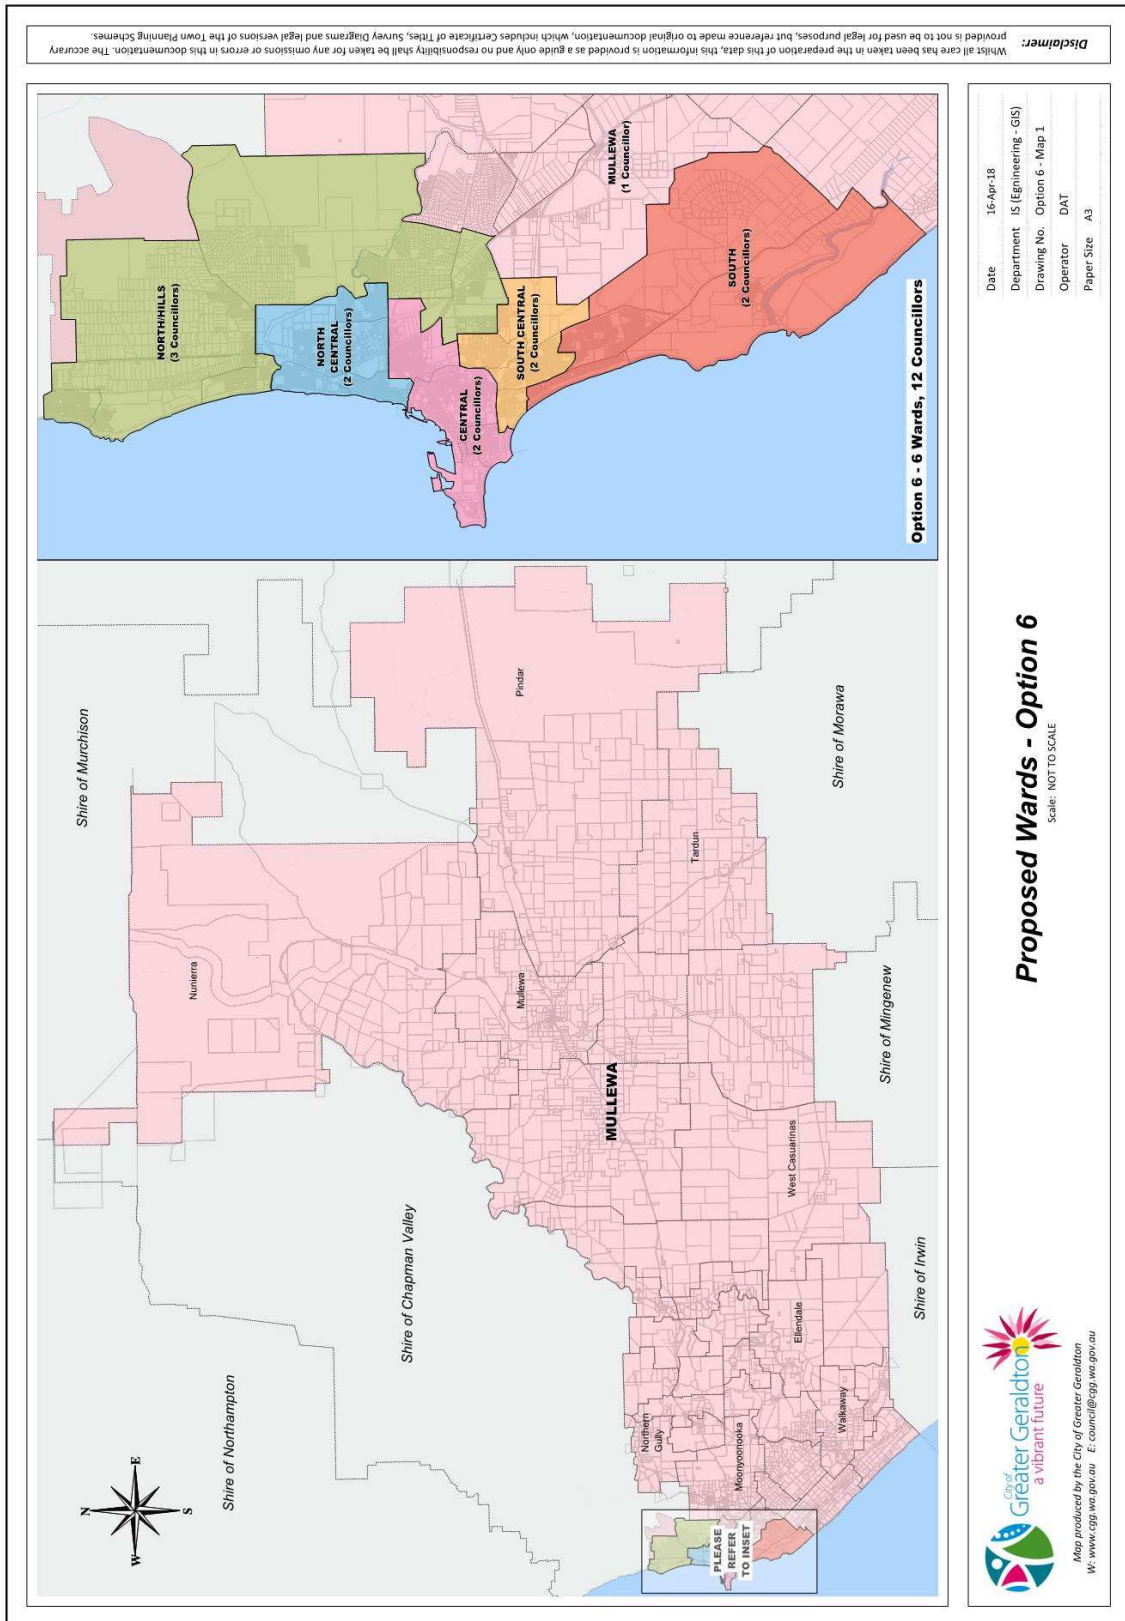 Disclaimer:
Whilst all care has been taken in the preparation of this data, this information is provided as a guide only and no responsibility shall be taken for any omissions or errors in this documentation. The accuracy
provided is not to be used for legal purposes, but reference made to original documentation, which includes Certificate of Titles, Survey Diagrams and legal versions of the Town Planning Schemes.
N
E
S
W
Shire of Murchison
Shire of Northampton
Shire of Chapman Valley
Shire of Morawa
Shire of Mingenew
Shire of Irwin
Nunierra
Pindar
Mullewa
Tardun
MULLEWA
West Casuarinas
Ellendale
Northern
Gully
Moonyoonooka
Walkaway
PLEASE
REFER
TO INSET
NORTH/HILLS
(3 Councillors)
NORTH
CENTRAL
(2 Councillors)
CENTRAL
(2 Councillors)
SOUTH CENTRAL
(2 Councillors)
MULLEWA
(1 Councillor)
SOUTH
(2 Councillors)
Option 6 - 6 Wards, 12 Councillors
City of
Greater Geraldton
a vibrant future
Map produced by the City of Greater Geraldton
W: www.cgg.wa.gov.au E: council@cgg.wa.gov.au
Proposed Wards - Option 6
Scale: NOT TO SCALE
Date 16-Apr-18
Department IS (Egnineering - GIS)
Drawing No. Option 6 - Map 1
Operator DAT
Paper Size A3